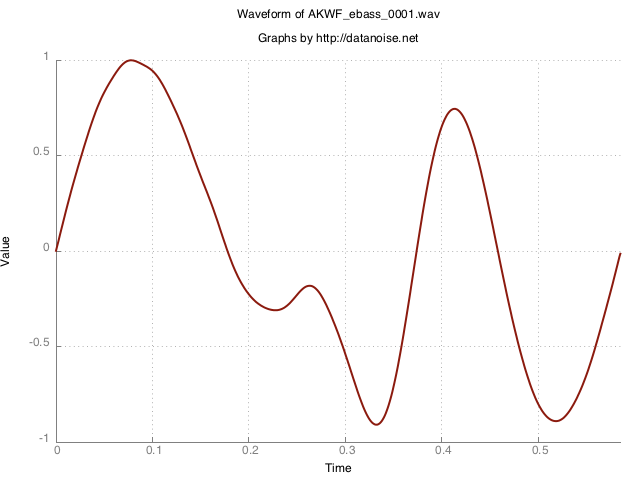 Waveform of AKWF_ebass_0001.wav
Graphs by http://datanoise.net
1
0.5
0
-0.5
-1
Value
0 0.1 0.2 0.3 0.4 0.5
Time